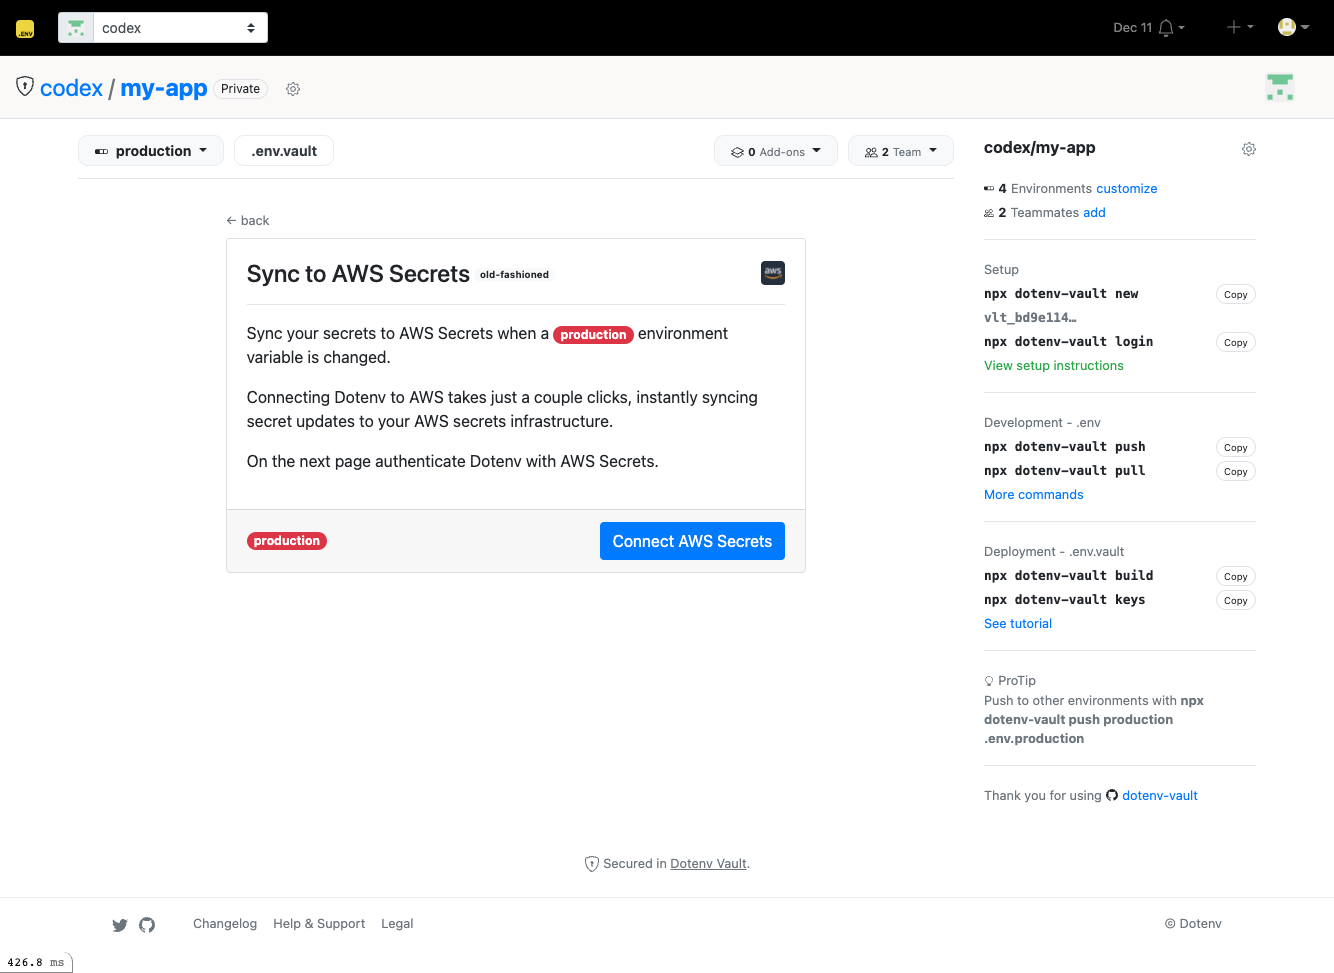 .ENV
codex
Dec 11
codex / my-app Private
production
.env.vault
0 Add-ons
2 Team
← back
Sync to AWS Secrets old-fashioned
aws
Sync your secrets to AWS Secrets when a production environment
variable is changed.
Connecting Dotenv to AWS takes just a couple clicks, instantly syncing
secret updates to your AWS secrets infrastructure.
On the next page authenticate Dotenv with AWS Secrets.
production
Connect AWS Secrets
codex/my-app
4 Environments customize
2 Teammates add
Setup
npx dotenv-vault new Copy
vlt_bd9e114…
npx dotenv-vault login Copy
View setup instructions
Development - .env
npx dotenv-vault push Copy
npx dotenv-vault pull Copy
More commands
Deployment - .env.vault
npx dotenv-vault build Copy
npx dotenv-vault keys Copy
See tutorial
ProTip
Push to other environments with npx
dotenv-vault push production
.env.production
Thank you for using dotenv-vault
Secured in Dotenv Vault.
Changelog Help & Support Legal
© Dotenv
426.8 ms